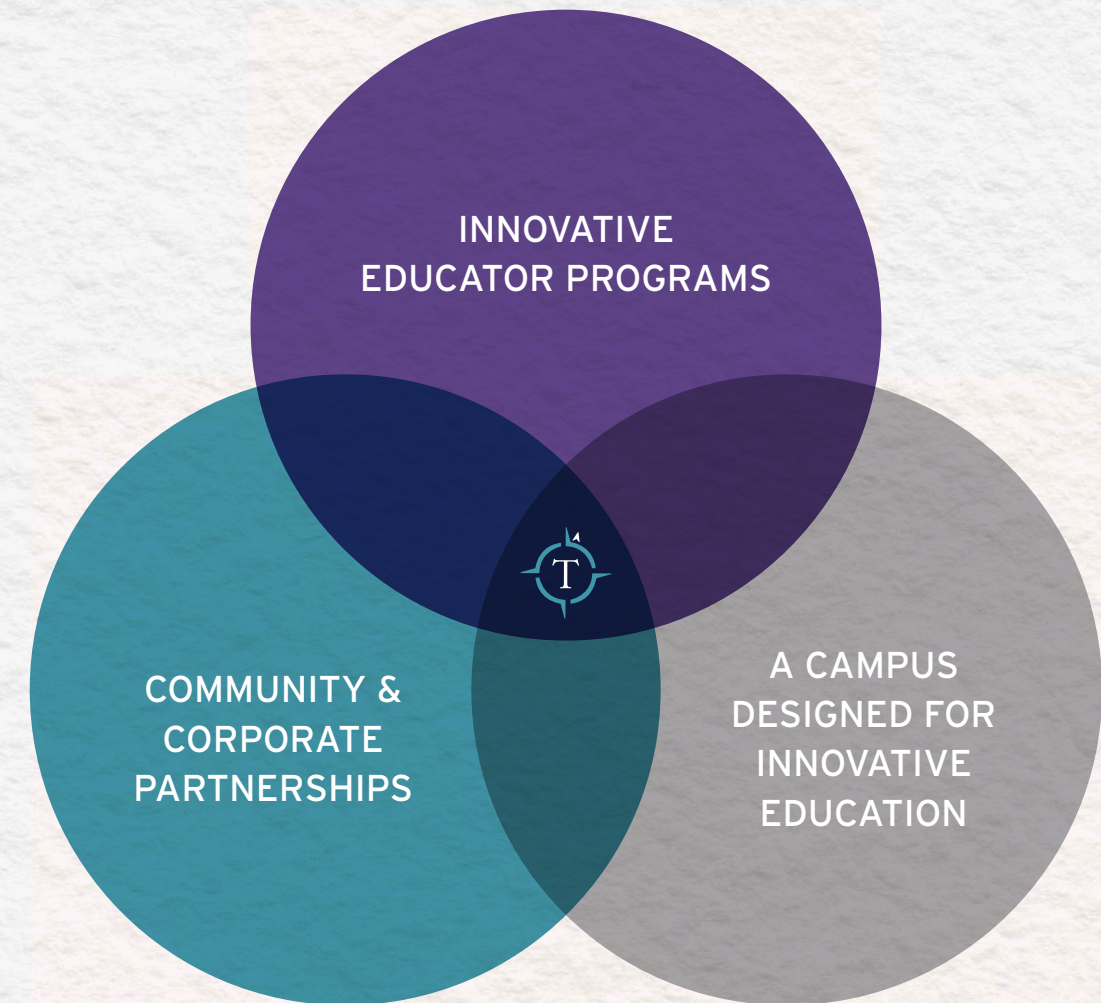 INNOVATIVE
EDUCATOR PROGRAMS
T
COMMUNITY &
CORPORATE
PARTNERSHIPS
A CAMPUS
DESIGNED FOR
INNOVATIVE
EDUCATION